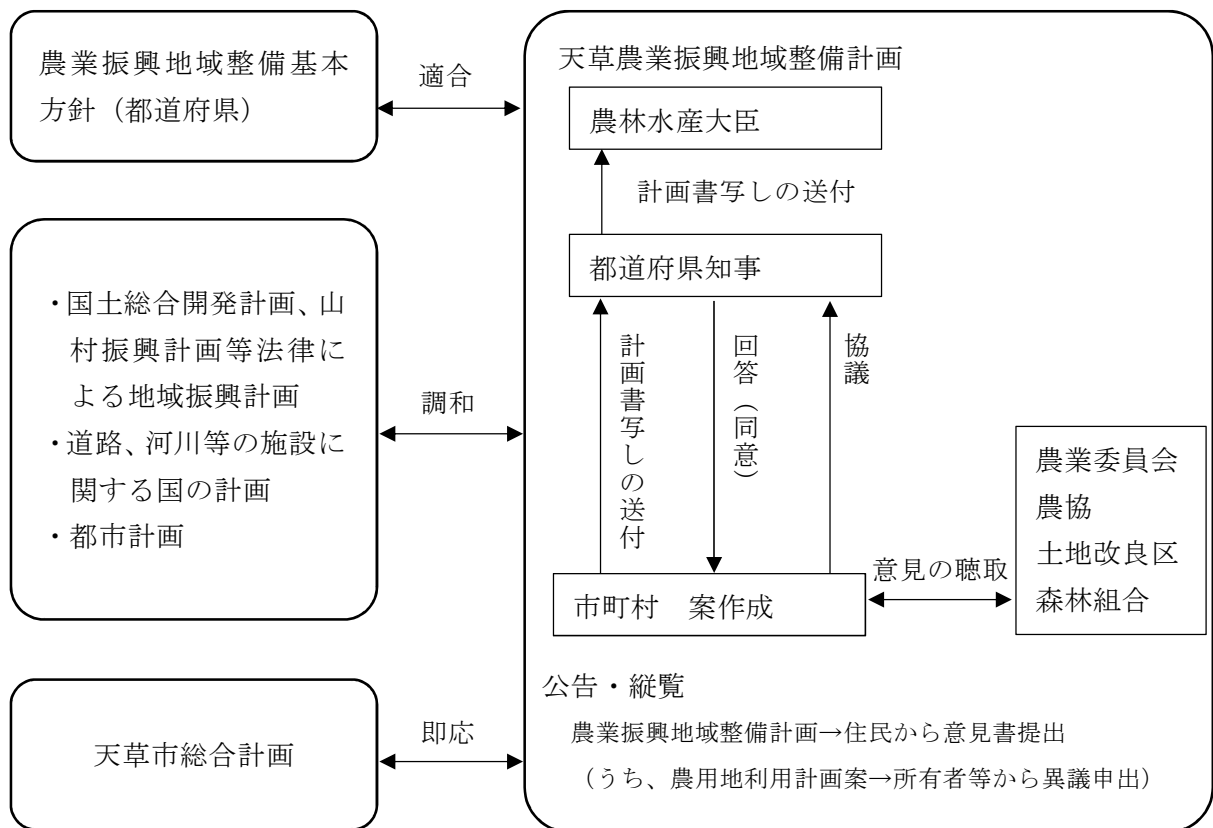 農業振興地域整備基本
方針（都道府県）
適合
・国土総合開発計画、山
村振興計画等法律に
よる地域振興計画
・道路、河川等の施設に
関する国の計画
・都市計画
調和
天草市総合計画
即応
天草農業振興地域整備計画
農林水産大臣
計画書写しの送付
都道府県知事
計画書写しの送付
回答（同意）
協議
市町村　案作成
意見の聴取
農業委員会
農協
土地改良区
森林組合
公告・縦覧
農業振興地域整備計画→住民から意見書提出
（うち、農用地利用計画案→所有者等から異議申出）